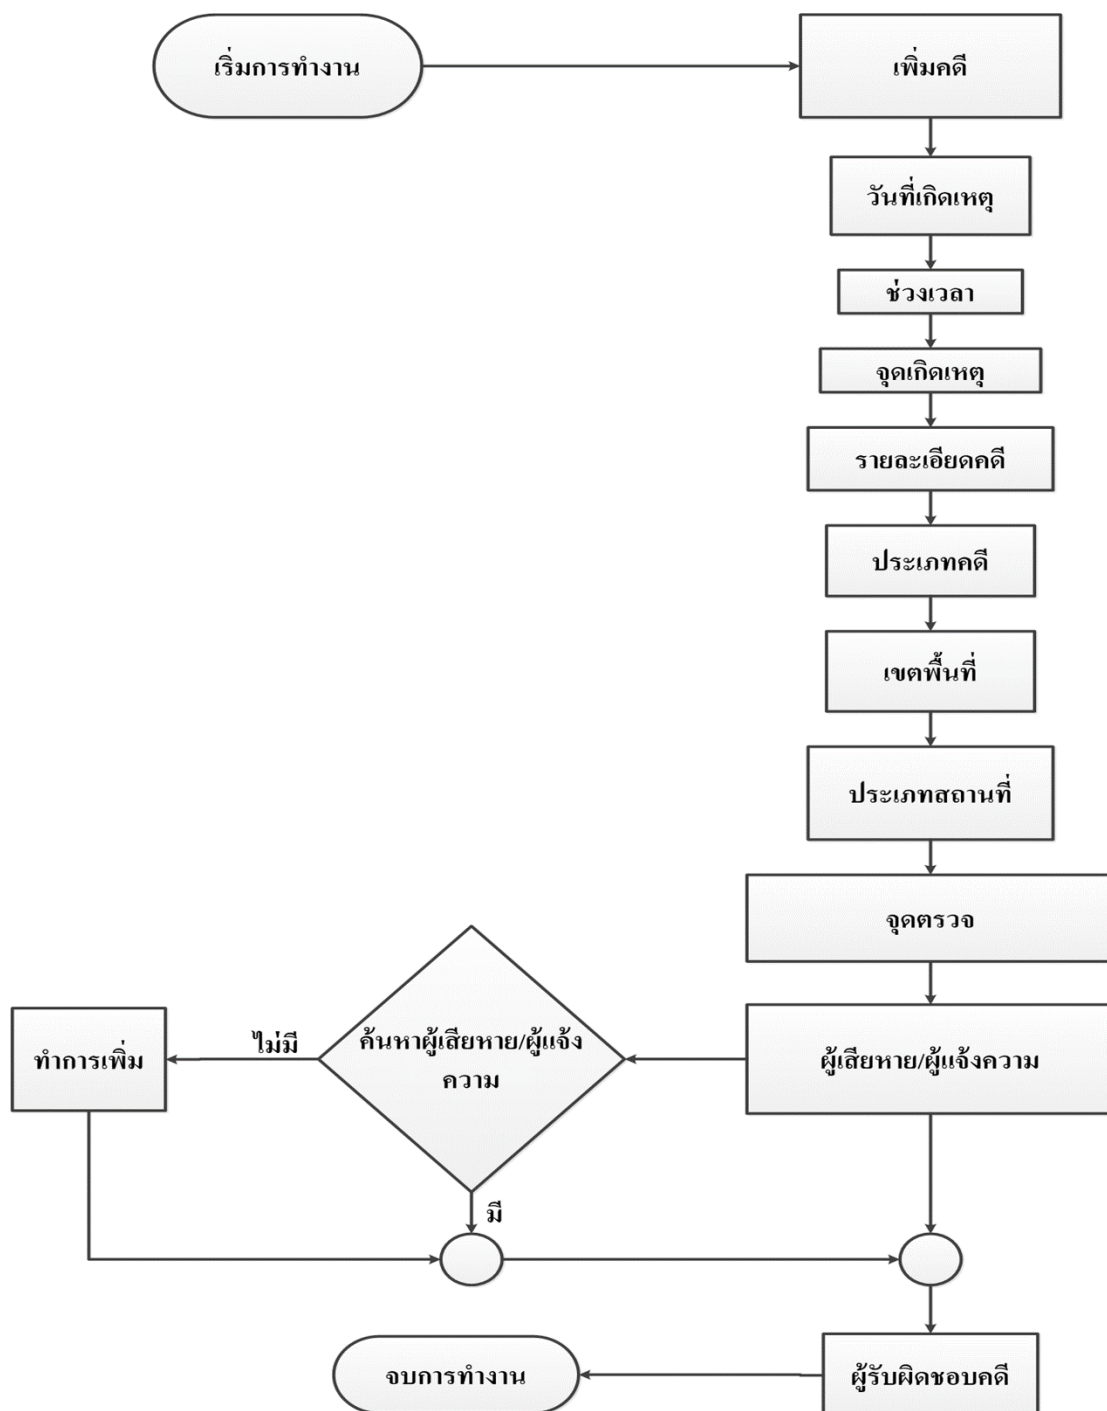 เริ่มการทำงาน
เพิ่มคดี
วันที่เกิดเหตุ
ช่วงเวลา
จุดเกิดเหตุ
รายละเอียดคดี
ประเภทคดี
เขตพื้นที่
ประเภทสถานที่
จุดตรวจ
ผู้เสียหาย/ผู้แจ้งความ
ค้นหาผู้เสียหาย/ผู้แจ้ง
ความ
ไม่มี
ทำการเพิ่ม
มี
ผู้รับผิดชอบคดี
จบการทำงาน